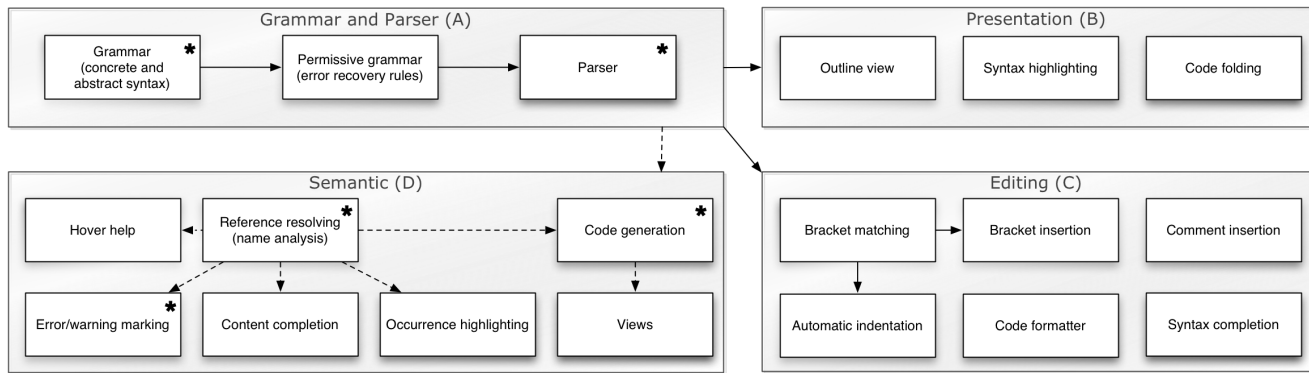 Grammar and Parser (A)
Grammar *
(concrete and
abstract syntax)
Permissive grammar
(error recovery rules)
Parser *
Presentation (B)
Outline view
Syntax highlighting
Code folding
Semantic (D)
Hover help
Reference resolving *
(name analysis)
Code generation *
Error/warning marking *
Content completion
Occurrence highlighting
Views
Editing (C)
Bracket matching
Bracket insertion
Comment insertion
Automatic indentation
Code formatter
Syntax completion